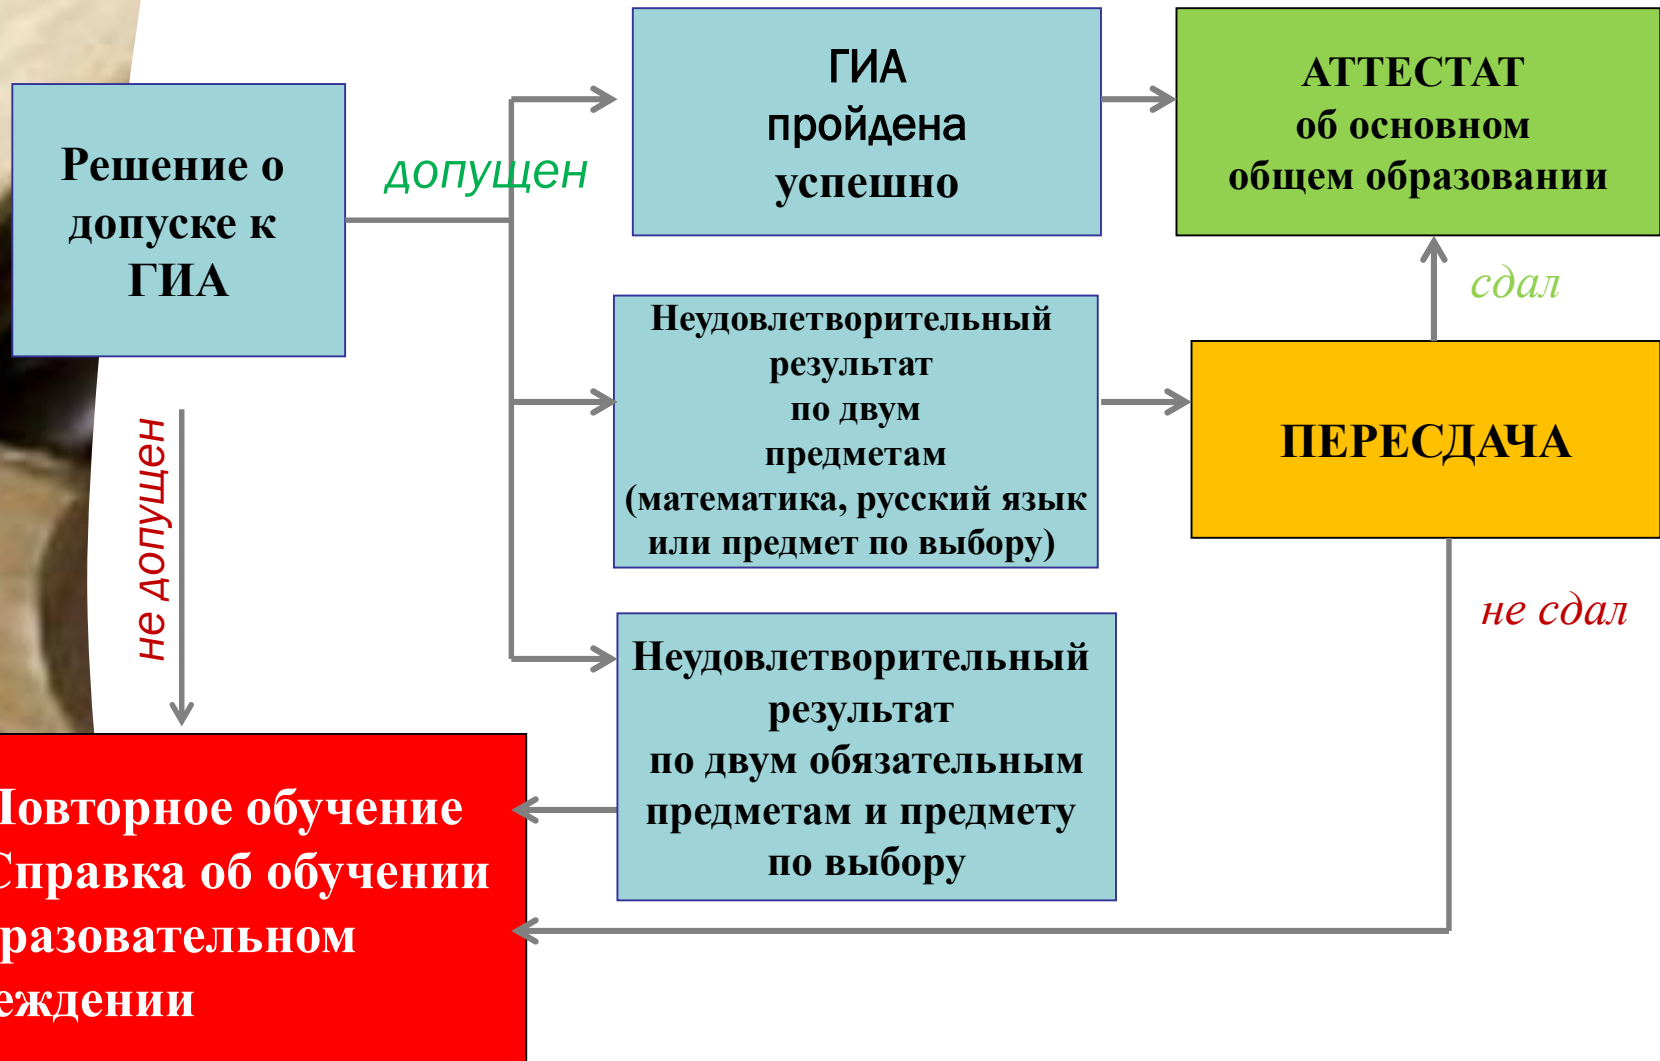 Решение о
допуске к
ГИА
допущен
не допущен
ГИА
пройдена
успешно
АТТЕСТАТ
об основном
общем образовании
Неудовлетворительный
результат
по двум
предметам
(математика, русский язык
или предмет по выбору)
сдал
ПЕРЕСДАЧА
не сдал
Неудовлетворительный
результат
по двум обязательным
предметам и предмету
по выбору
Повторное обучение
Справка об обучении
разовательном
еждении